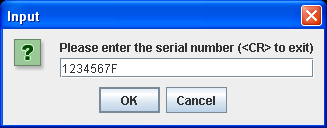 Input
Please enter the serial number (<CR> to exit)
1234567F
OK Cancel